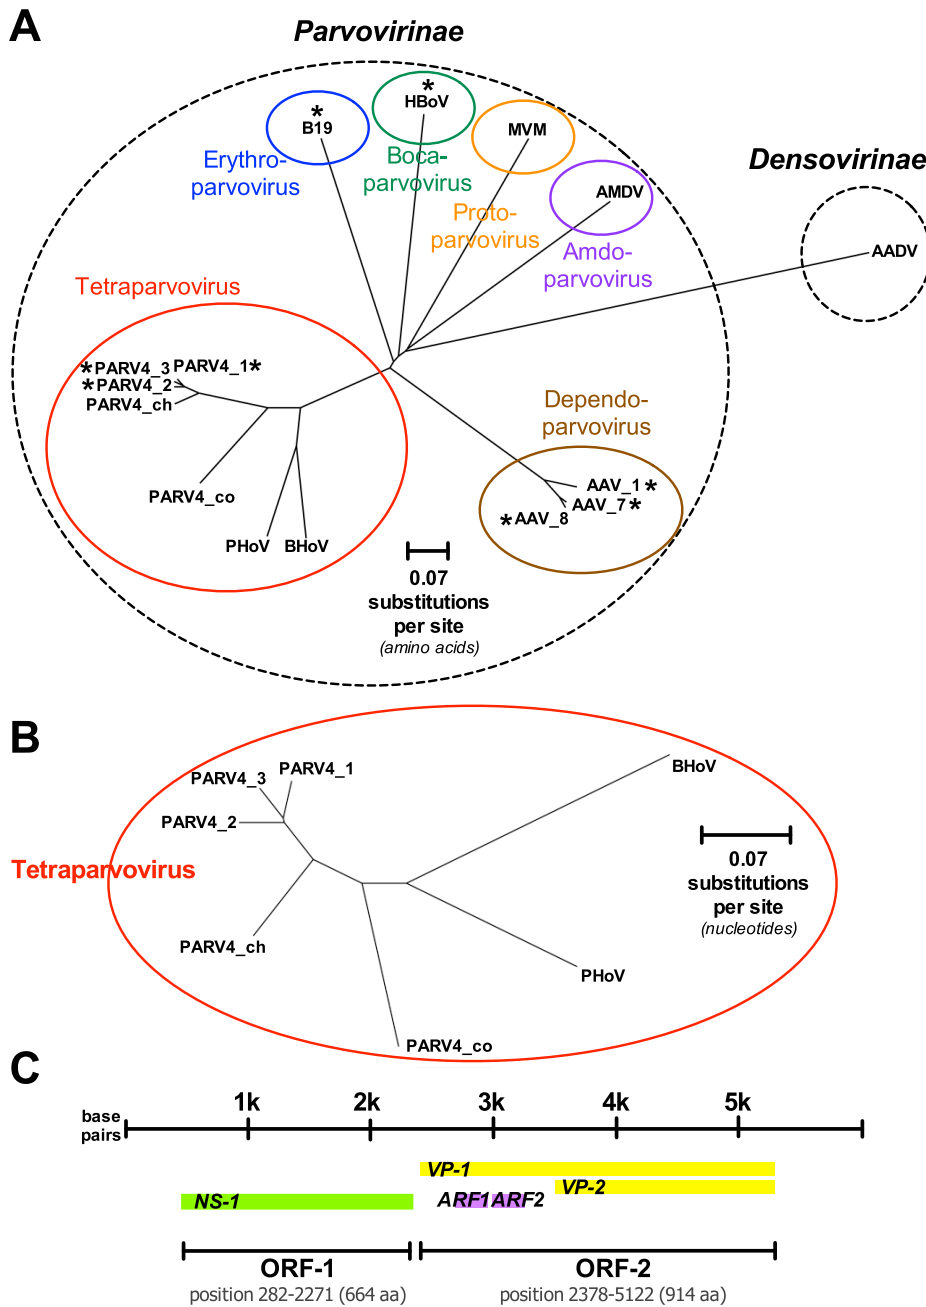 A
Parvovirinae
*
HBoV
*
B19
MVM
Erythro-
parvovirus
Boca-
parvovirus
Densovirinae
AMDV
Proto-
parvovirus
Amdo-
parvovirus
AADV
Tetraparvovirus
*PARV4_3 PARV4_1*
*PARV4_2
PARV4_ch
Dependo-
parvovirus
PARV4_co
AAV_1*
AAV_7*
*AAV_8
PHoV BHoV
0.07
substitutions
per site
(amino acids)
B
PARV4_3 PARV4_1
BHoV
PARV4_2
0.07
substitutions
per site
(nucleotides)
Tetraparvovirus
PARV4_ch
PHoV
PARV4_co
C
base
pairs
1k 2k 3k 4k 5k
VP-1
VP-2
NS-1 ARF1 ARF2
ORF-1 ORF-2
position 282-2271 (664 aa) position 2378-5122 (914 aa)